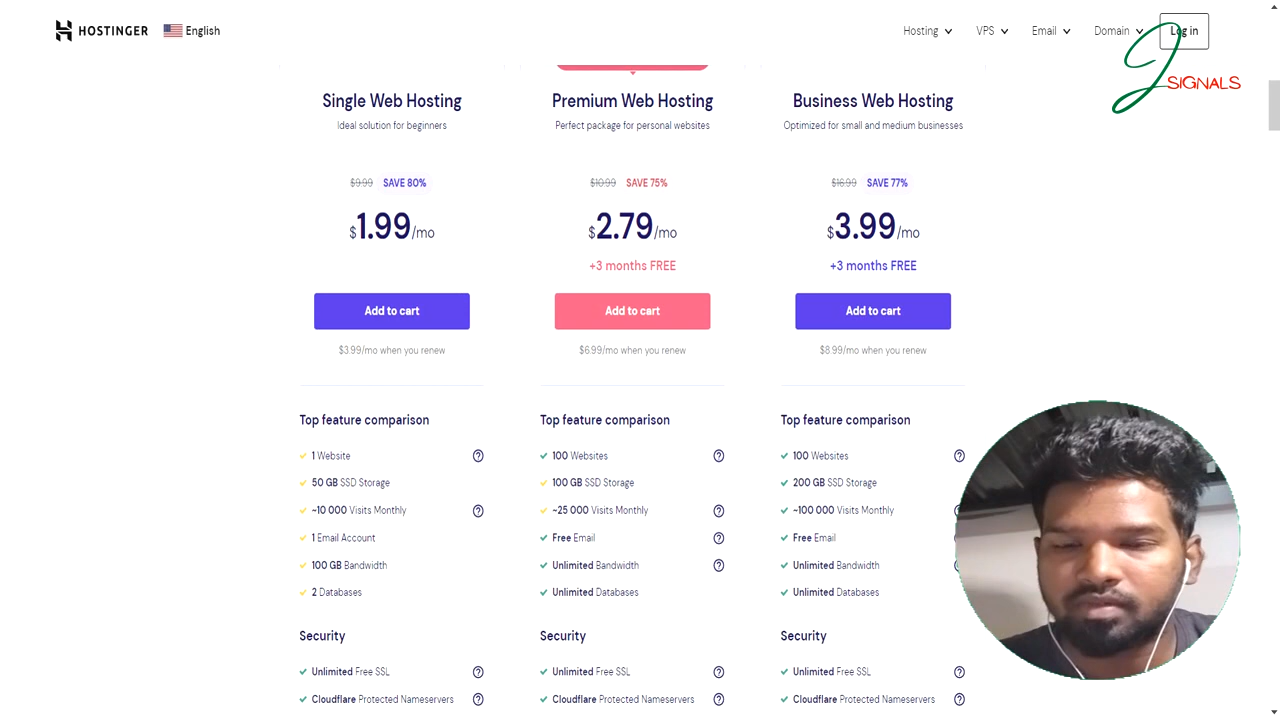 HOSTINGER
English
Hosting
VPS
Email
Domain
Log in
J SIGNALS
Single Web Hosting
Ideal solution for beginners
$9.99 SAVE 80%
$1.99/mo
Add to cart
$3.99/mo when you renew
Top feature comparison
1 Website
50 GB SSD Storage
~10 000 Visits Monthly
1 Email Account
100 GB Bandwidth
2 Databases
Security
Unlimited Free SSL
Cloudflare Protected Nameservers
Premium Web Hosting
Perfect package for personal websites
$10.99 SAVE 75%
$2.79/mo
+3 months FREE
Add to cart
$6.99/mo when you renew
Top feature comparison
100 Websites
100 GB SSD Storage
~25 000 Visits Monthly
Free Email
Unlimited Bandwidth
Unlimited Databases
Security
Unlimited Free SSL
Cloudflare Protected Nameservers
Business Web Hosting
Optimized for small and medium businesses
$16.99 SAVE 77%
$3.99/mo
+3 months FREE
Add to cart
$8.99/mo when you renew
Top feature comparison
100 Websites
200 GB SSD Storage
~100 000 Visits Monthly
Free Email
Unlimited Bandwidth
Unlimited Databases
Security
Unlimited Free SSL
Cloudflare Protected Nameservers